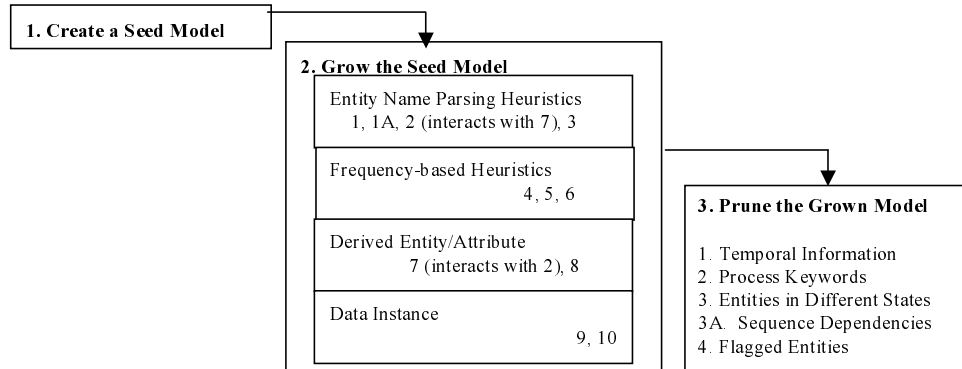 1. Create a Seed Model
2. Grow the Seed Model
Entity Name Parsing Heuristics
1, 1A, 2 (interacts with 7), 3
Frequency-based Heuristics
4, 5, 6
Derived Entity/Attribute
7 (interacts with 2), 8
Data Instance
9, 10
3. Prune the Grown Model
1. Temporal Information
2. Process Keywords
3. Entities in Different States
3A. Sequence Dependencies
4. Flagged Entities